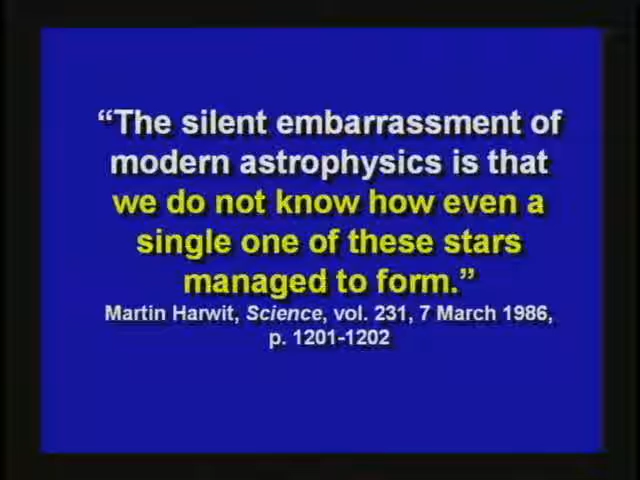 “The silent embarrassment of
modern astrophysics is that
we do not know how even a
single one of these stars
managed to form.”
Martin Harwit, Science, vol. 231, 7 March 1986,
p. 1201-1202